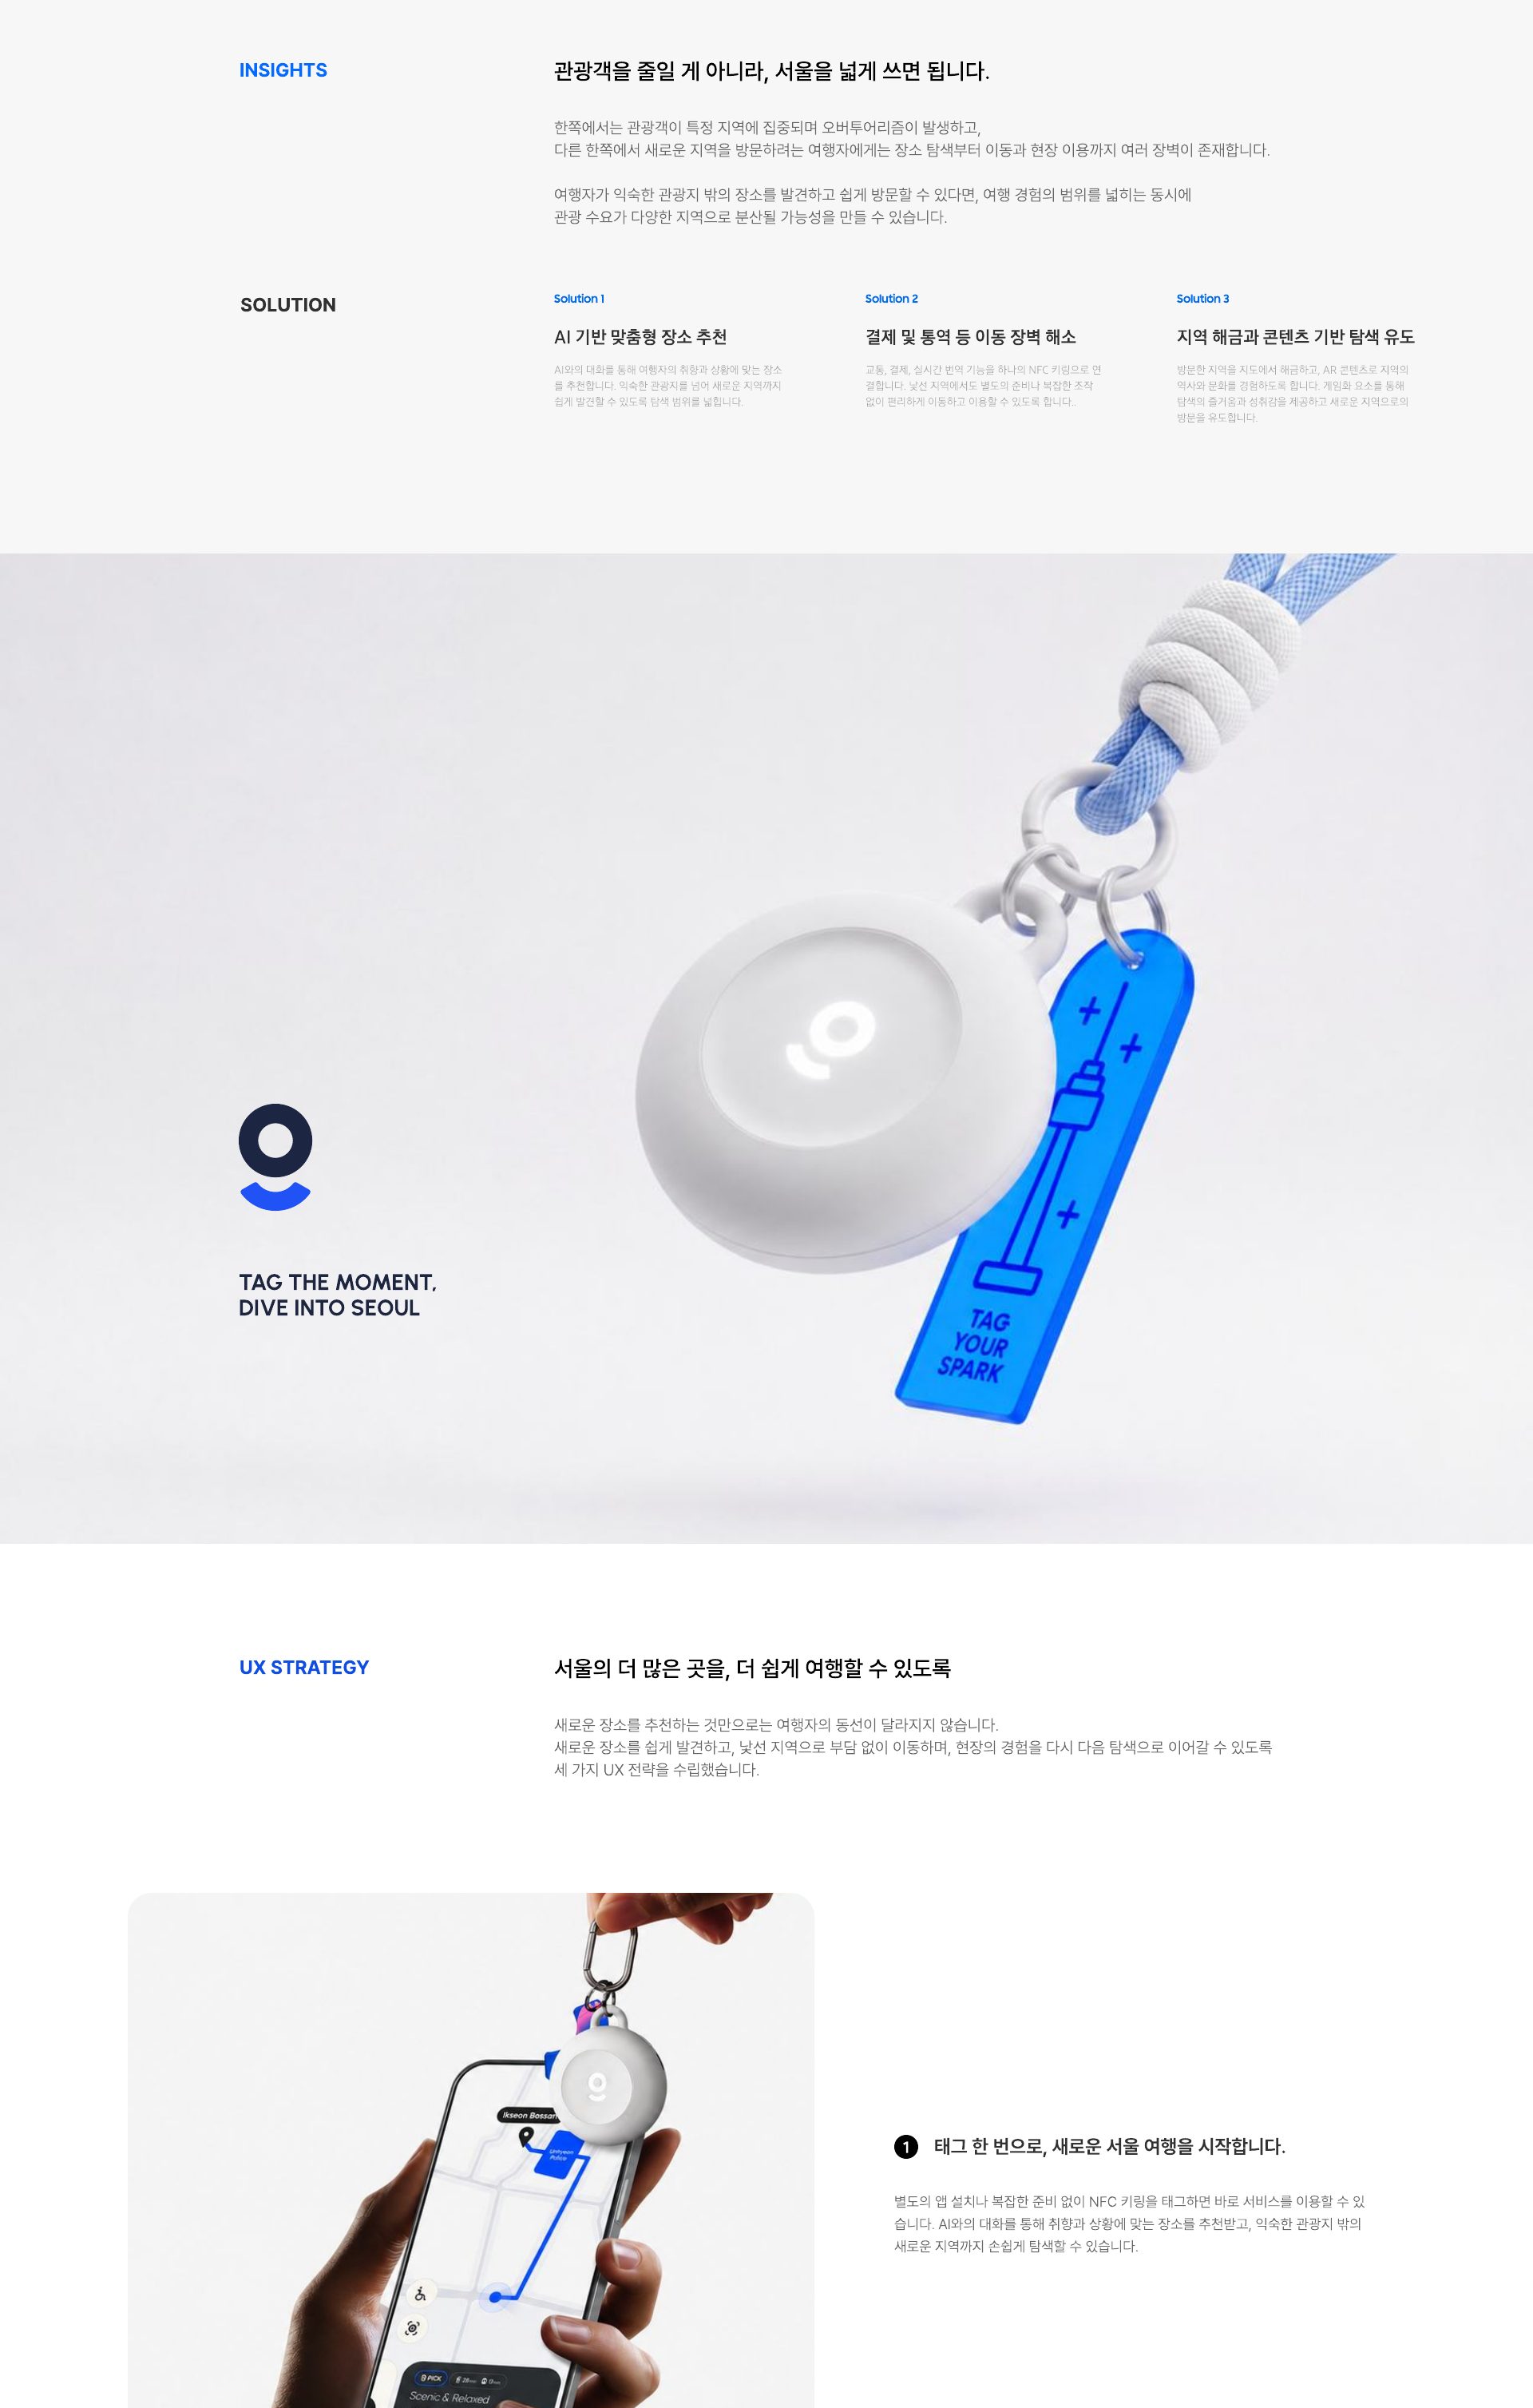 INSIGHTS
관광객을 줄일 게 아니라, 서울을 넓게 쓰면 됩니다.
한쪽에서는 관광객이 특정 지역에 집중되며 오버투어리즘이 발생하고,
다른 한쪽에서 새로운 지역을 방문하려는 여행자에게는 장소 탐색부터 이동과 현장 이용까지 여러 장벽이 존재합니다.
여행자가 익숙한 관광지 밖의 장소를 발견하고 쉽게 방문할 수 있다면, 여행 경험의 범위를 넓히는 동시에
관광 수요가 다양한 지역으로 분산될 가능성을 만들 수 있습니다.
SOLUTION
Solution 1
AI 기반 맞춤형 장소 추천
AI와의 대화를 통해 여행자의 취향과 상황에 맞는 장소
를 추천합니다. 익숙한 관광지를 넘어 새로운 지역까지
쉽게 발견할 수 있도록 탐색 범위를 넓힙니다.
Solution 2
결제 및 통역 등 이동 장벽 해소
교통, 결제, 실시간 번역 기능을 하나의 NFC 키링으로 연
결합니다. 낯선 지역에서도 별도의 준비나 복잡한 조작
없이 편리하게 이동하고 이용할 수 있도록 합니다..
Solution 3
지역 해금과 콘텐츠 기반 탐색 유도
방문한 지역을 지도에서 해금하고, AR 콘텐츠로 지역의
역사와 문화를 경험하도록 합니다. 게임화 요소를 통해
탐색의 즐거움과 성취감을 제공하고 새로운 지역으로의
방문을 유도합니다.
TAG THE MOMENT,
DIVE INTO SEOUL
TAG
YOUR
SPARK
UX STRATEGY
서울의 더 많은 곳을, 더 쉽게 여행할 수 있도록
새로운 장소를 추천하는 것만으로는 여행자의 동선이 달라지지 않습니다.
새로운 장소를 쉽게 발견하고, 낯선 지역으로 부담 없이 이동하며, 현장의 경험을 다시 다음 탐색으로 이어갈 수 있도록
세 가지 UX 전략을 수립했습니다.
Ikseon Bossam
PICK
Scenic & Relaxed
1 태그 한 번으로, 새로운 서울 여행을 시작합니다.
별도의 앱 설치나 복잡한 준비 없이 NFC 키링을 태그하면 바로 서비스를 이용할 수 있
습니다. AI와의 대화를 통해 취향과 상황에 맞는 장소를 추천받고, 익숙한 관광지 밖의
새로운 지역까지 손쉽게 탐색할 수 있습니다.